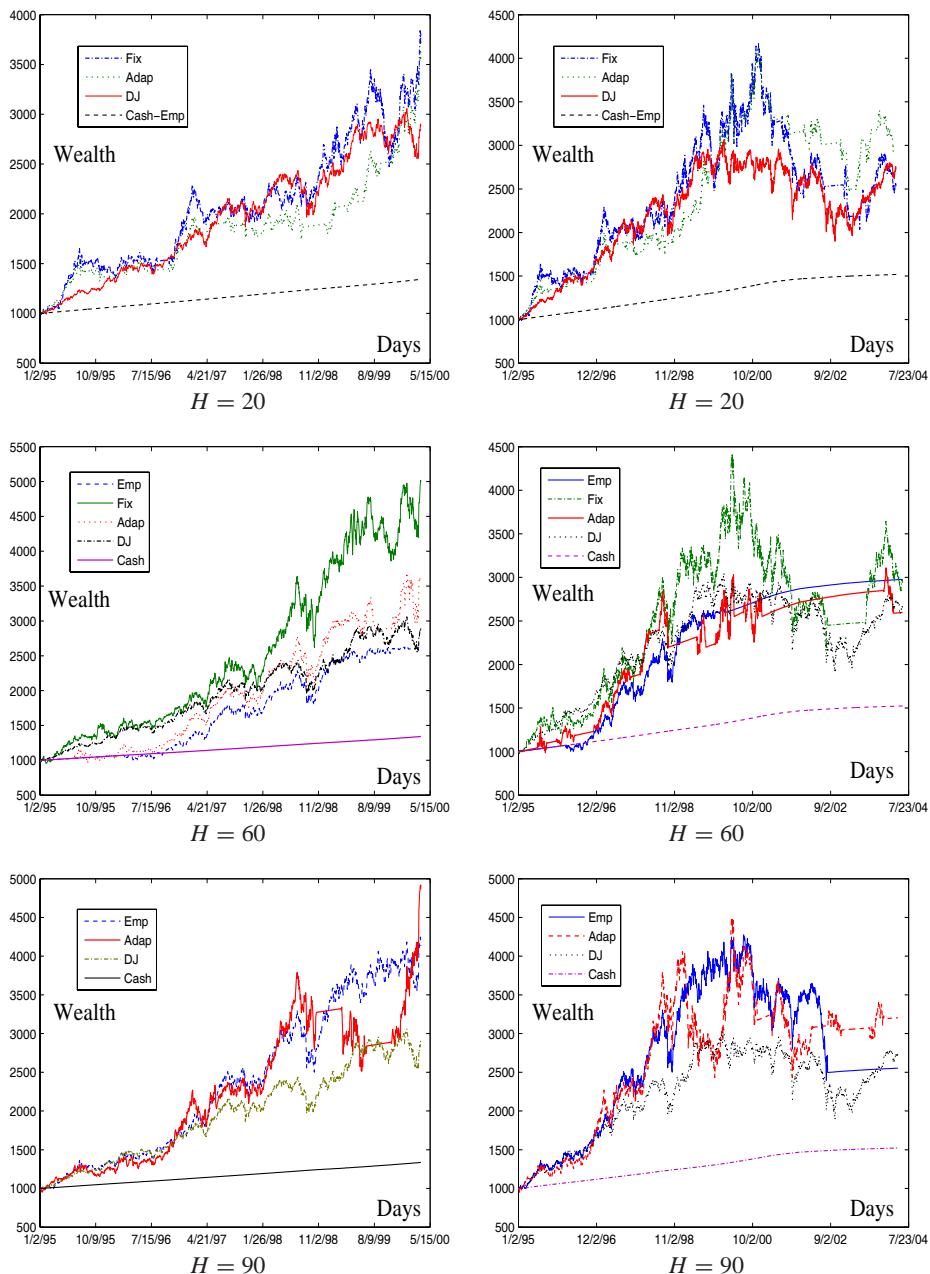 4000
3500
3000
2500
2000
1500
1000
500
Fix
Adap
DJ
Cash−Emp
Wealth
Days
1/2/95 10/9/95 7/15/96 4/21/97 1/26/98 11/2/98 8/9/99 5/15/00
H = 20
4500
4000
3500
3000
2500
2000
1500
1000
500
Fix
Adap
DJ
Cash−Emp
Wealth
Days
1/2/95 12/2/96 11/2/98 10/2/00 9/2/02 7/23/04
H = 20
5500
5000
4500
4000
3500
3000
2500
2000
1500
1000
500
Emp
Fix
Adap
DJ
Cash
Wealth
Days
1/2/95 10/9/95 7/15/96 4/21/97 1/26/98 11/2/98 8/9/99 5/15/00
H = 60
4500
4000
3500
3000
2500
2000
1500
1000
500
Emp
Fix
Adap
DJ
Cash
Wealth
Days
1/2/95 12/2/96 11/2/98 10/2/00 9/2/02 7/23/04
H = 60
5000
4500
4000
3500
3000
2500
2000
1500
1000
500
Emp
Adap
DJ
Cash
Wealth
Days
1/2/95 10/9/95 7/15/96 4/21/97 1/26/98 11/2/98 8/9/99 5/15/00
H = 90
5000
4500
4000
3500
3000
2500
2000
1500
1000
500
Emp
Adap
DJ
Cash
Wealth
Days
1/2/95 12/2/96 11/2/98 10/2/00 9/2/02 7/23/04
H = 90